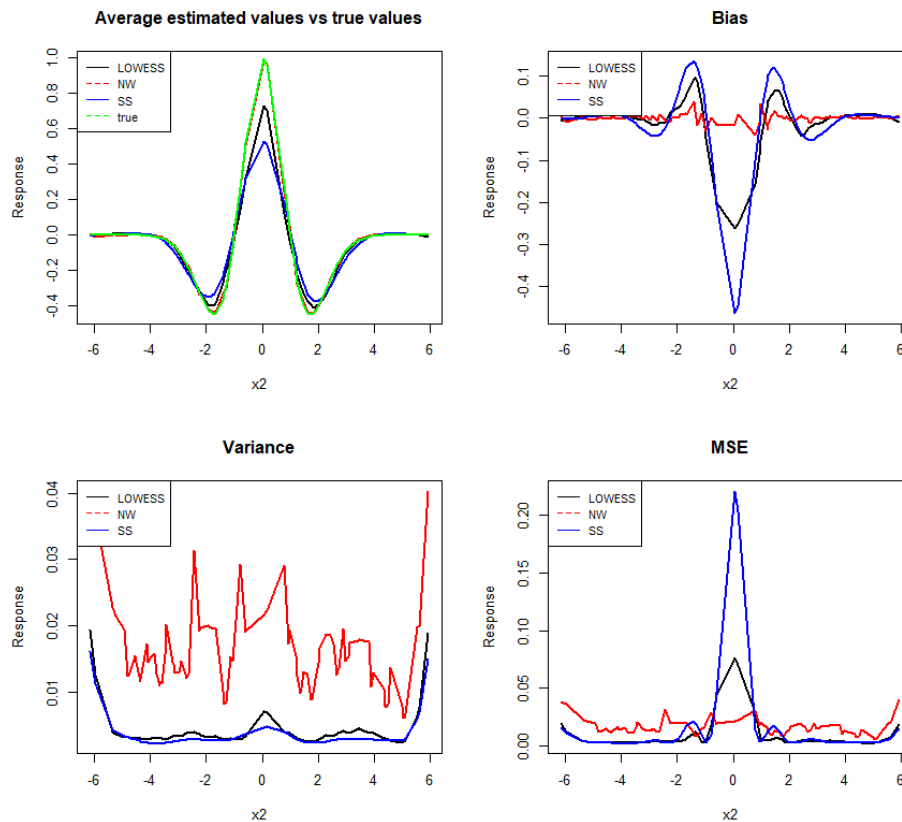 Average estimated values vs true values
LOWESS
NW
SS
true
Response
-0.4
-0.2
0.0
0.2
0.4
0.6
0.8
1.0
-6
-4
-2
0
2
4
6
x2
Bias
LOWESS
NW
SS
Response
-0.4
-0.3
-0.2
-0.1
0.0
0.1
-6
-4
-2
0
2
4
6
x2
Variance
LOWESS
NW
SS
Response
0.01
0.02
0.03
0.04
-6
-4
-2
0
2
4
6
x2
MSE
LOWESS
NW
SS
Response
0.00
0.05
0.10
0.15
0.20
-6
-4
-2
0
2
4
6
x2